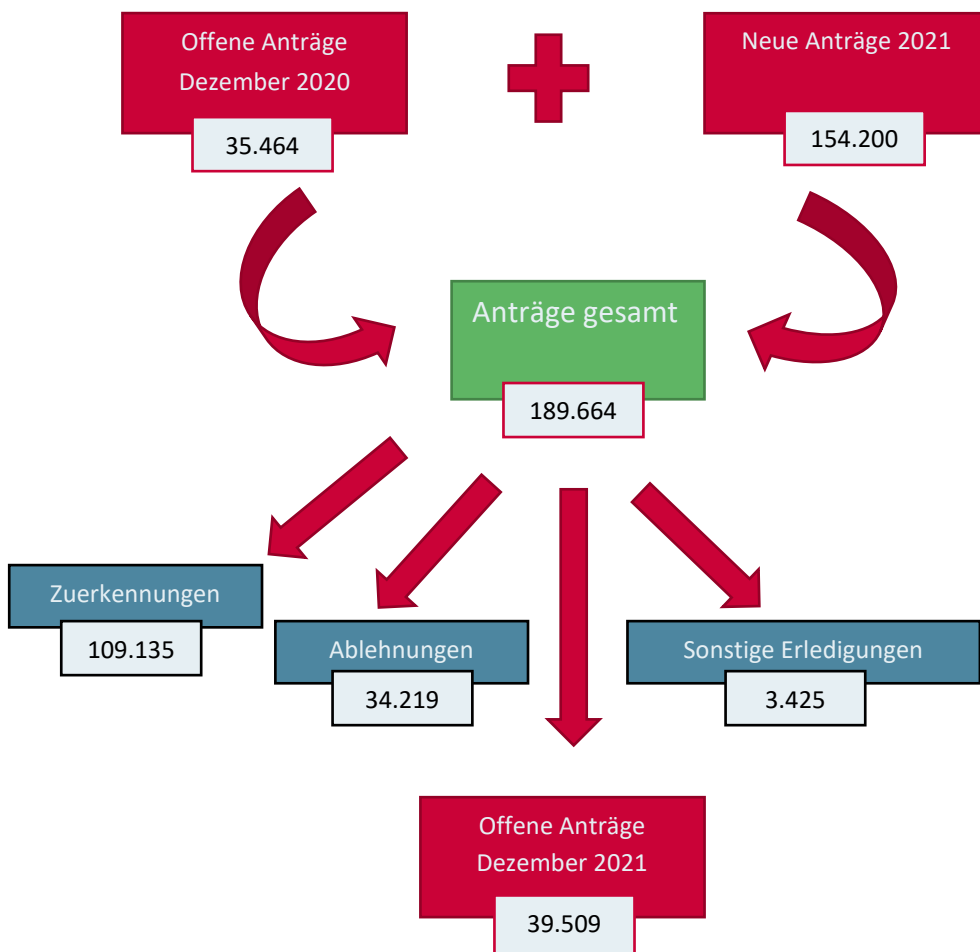 Offene Anträge
Dezember 2020
35.464
Neue Anträge 2021
154.200
Anträge gesamt
189.664
Zuerkennungen
109.135
Ablehnungen
34.219
Sonstige Erledigungen
3.425
Offene Anträge
Dezember 2021
39.509